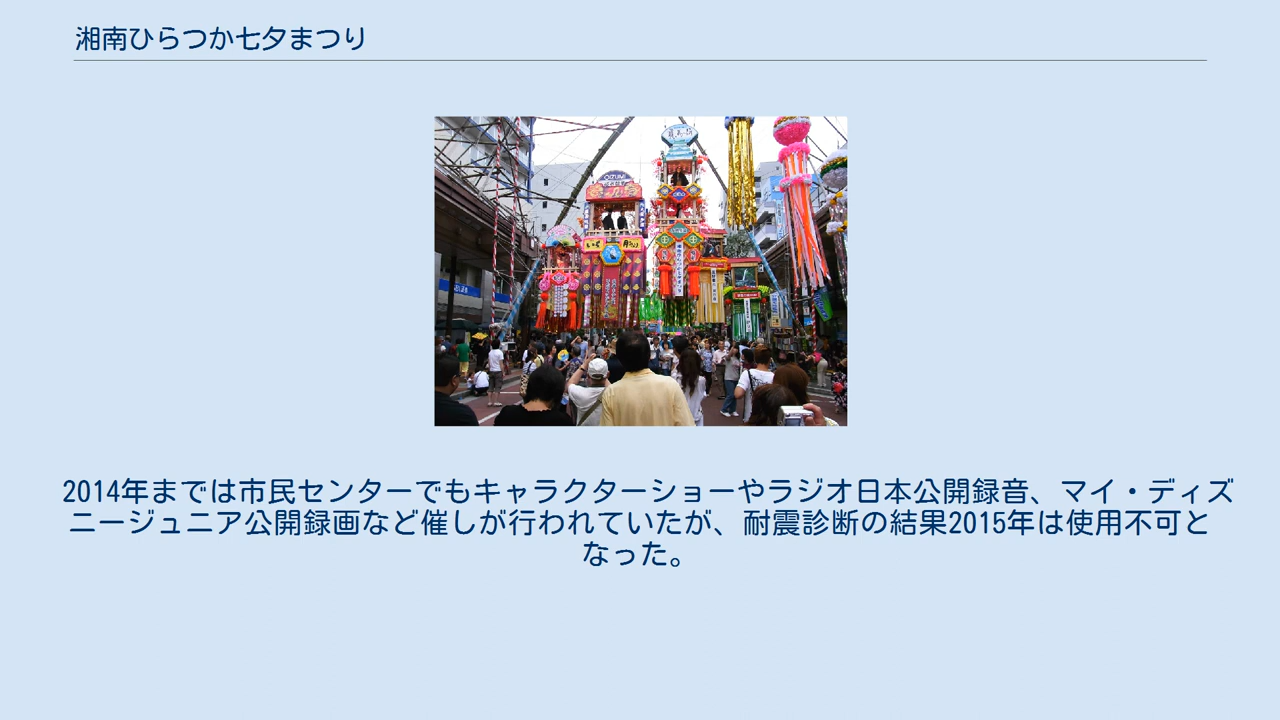 湘南ひらつか七夕まつり
OIZUMI
2014年までは市民センターでもキャラクターショーやラジオ日本公開録音、マイ・ディズ
ニージュニア公開録画など催しが行われていたが、耐震診断の結果2015年は使用不可と
なった。